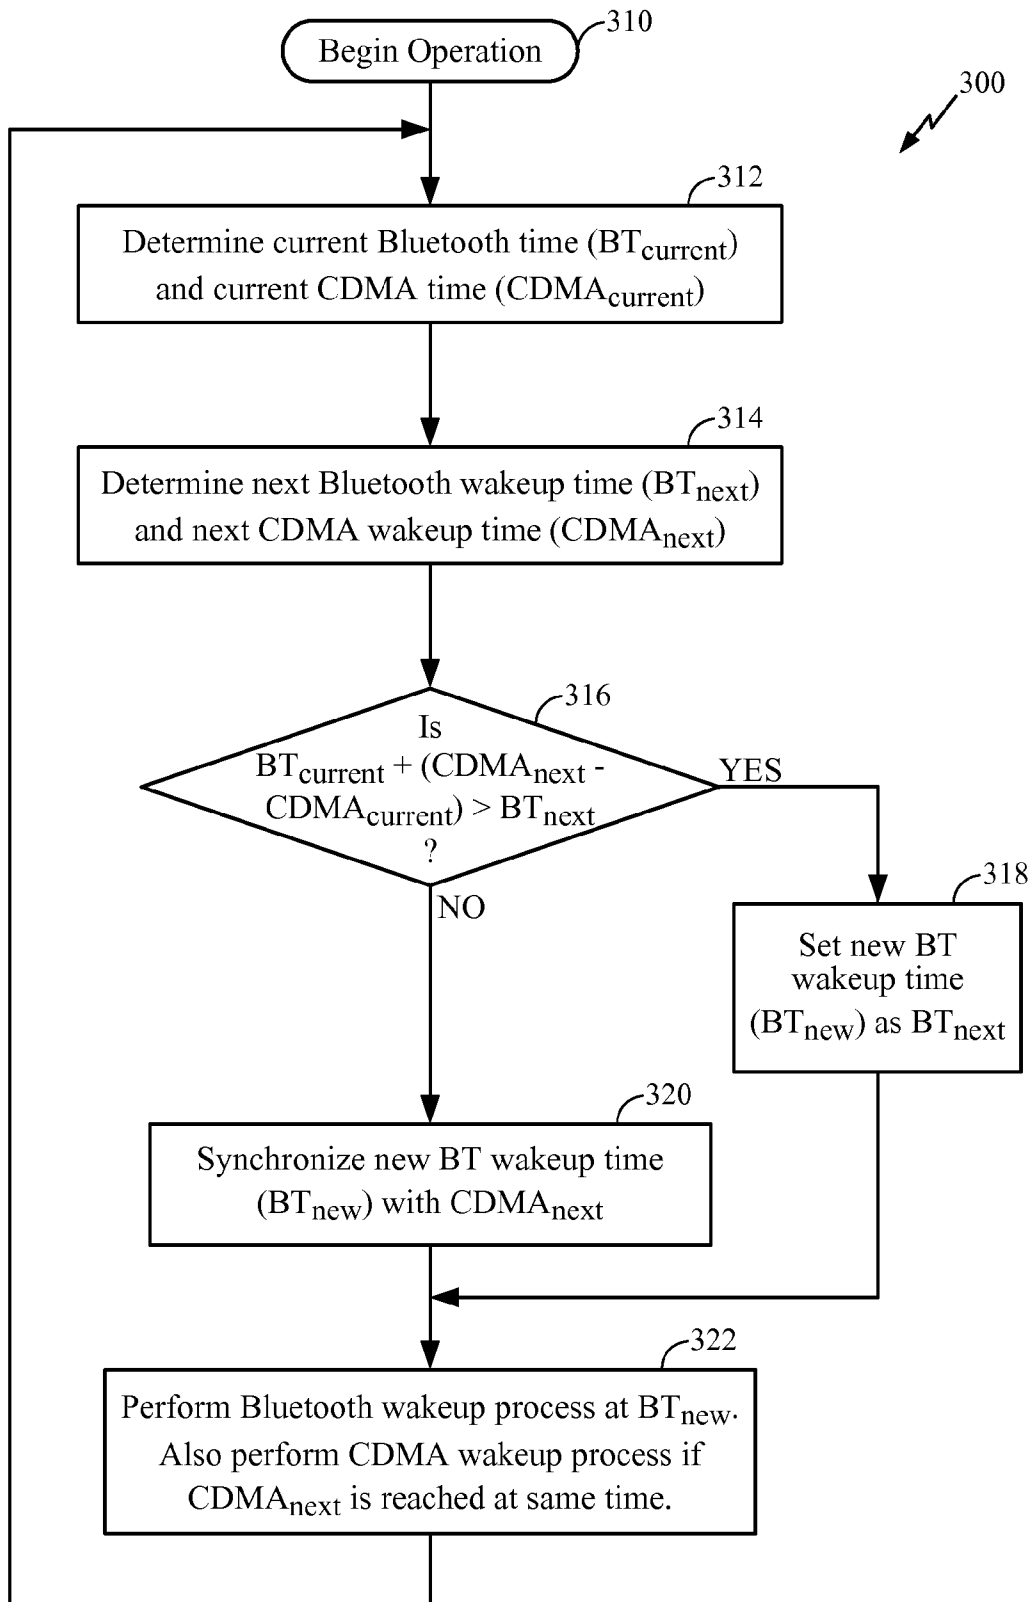 310
Begin Operation
300
312
Determine current Bluetooth time (BTcurrent)
and current CDMA time (CDMAcurrent)
314
Determine next Bluetooth wakeup time (BTnext)
and next CDMA wakeup time (CDMAnext)
316
Is
BTcurrent + (CDMAnext -
CDMAcurrent) > BTnext
?
YES
NO
318
Set new BT
wakeup time
(BTnew) as BTnext
320
Synchronize new BT wakeup time
(BTnew) with CDMAnext
322
Perform Bluetooth wakeup process at BTnew.
Also perform CDMA wakeup process if
CDMAnext is reached at same time.